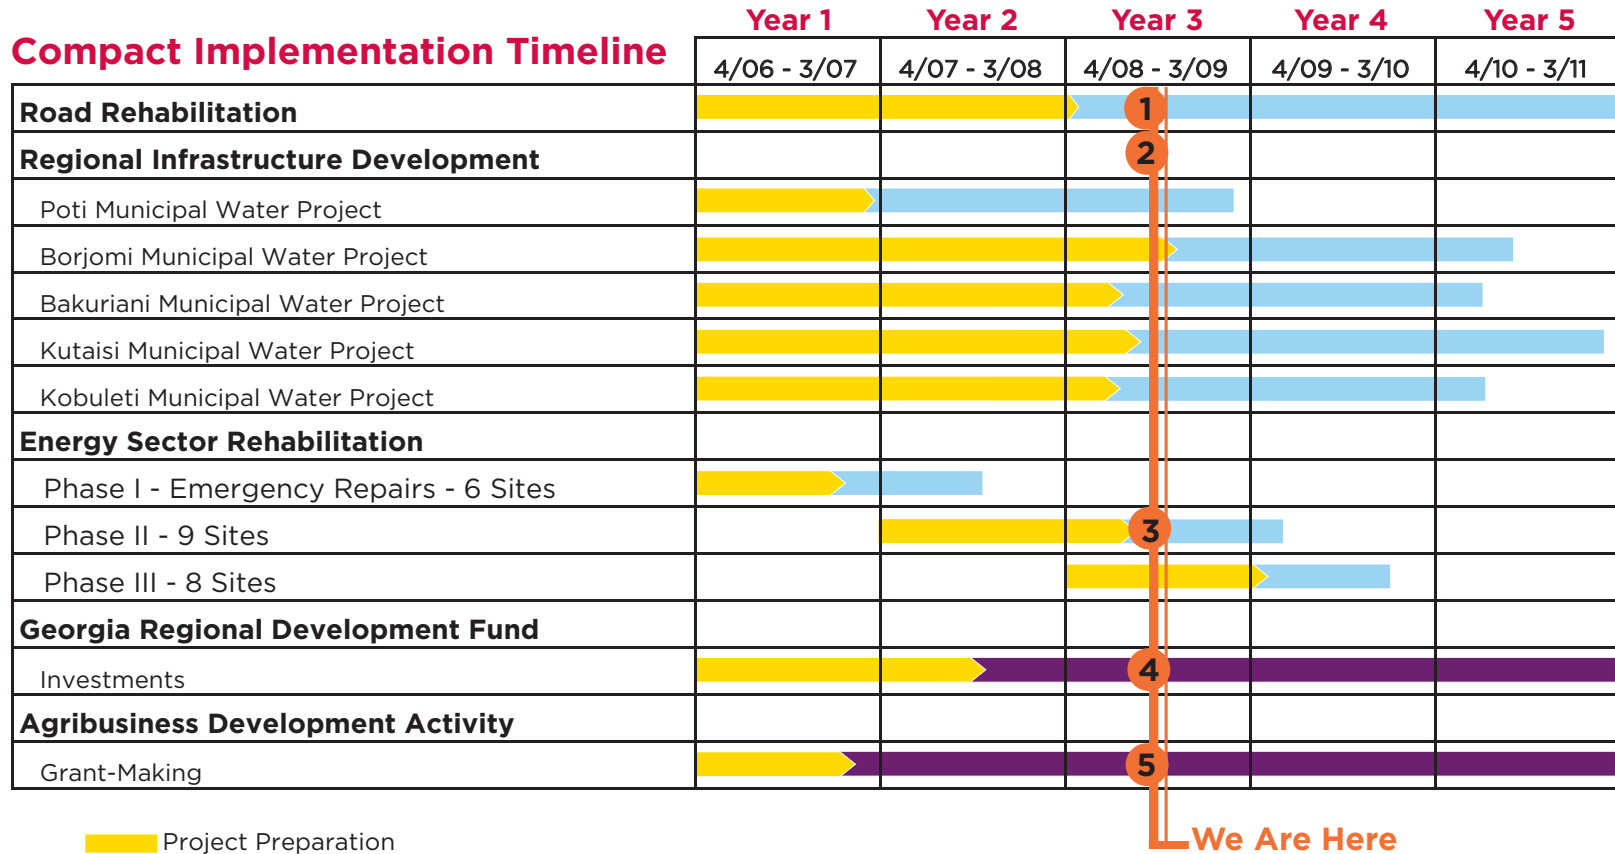 Year 1 Year 2 Year 3 Year 4 Year 5
Compact Implementation Timeline
4/06 - 3/07 4/07 - 3/08 4/08 - 3/09 4/09 - 3/10 4/10 - 3/11
Road Rehabilitation 1
Regional Infrastructure Development 2
Poti Municipal Water Project
Borjomi Municipal Water Project
Bakuriani Municipal Water Project
Kutaisi Municipal Water Project
Kobuleti Municipal Water Project
Energy Sector Rehabilitation
Phase I - Emergency Repairs - 6 Sites
Phase II - 9 Sites 3
Phase III - 8 Sites
Georgia Regional Development Fund
Investments 4
Agribusiness Development Activity
Grant-Making 5
Project Preparation We Are Here